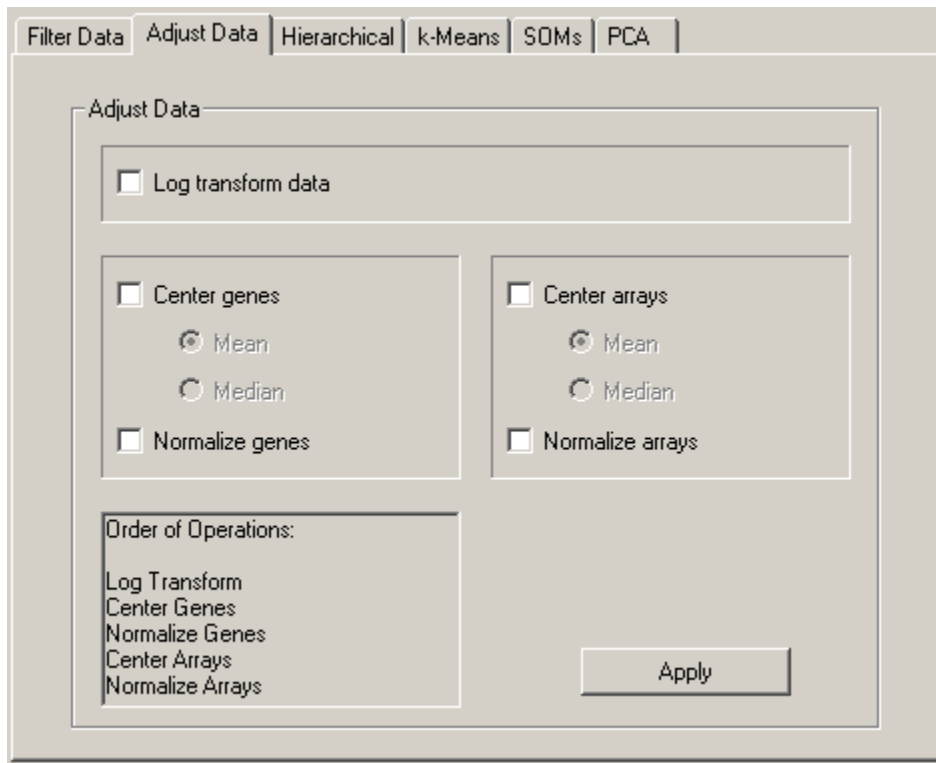 Filter Data Adjust Data Hierarchical k-Means SOMs PCA
Adjust Data
Log transform data
Center genes
Mean
Median
Normalize genes
Center arrays
Mean
Median
Normalize arrays
Order of Operations:
Log Transform
Center Genes
Normalize Genes
Center Arrays
Normalize Arrays
Apply